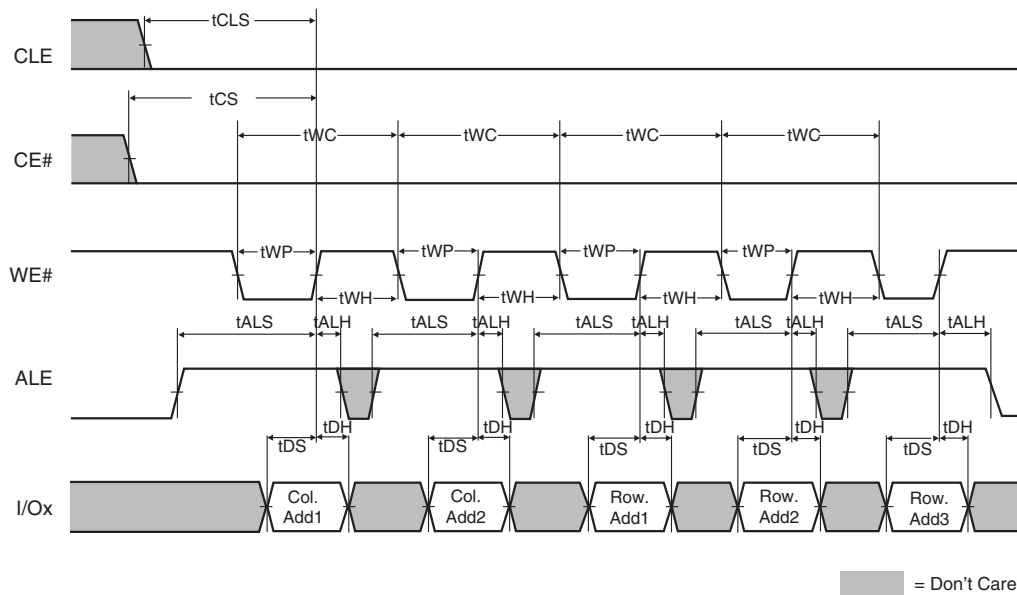 tCLS
CLE
tCS
tWC tWC tWC tWC
CE#
tWP tWP tWP tWP
WE#
tWH tWH tWH tWH
tALS tALH tALS tALH tALS tALH tALS tALH tALS tALH
ALE
tDH tDH tDH tDH tDH
tDS tDS tDS tDS tDS
I/Ox
Col. Add1
Col. Add2
Row. Add1
Row. Add2
Row. Add3
= Don't Care